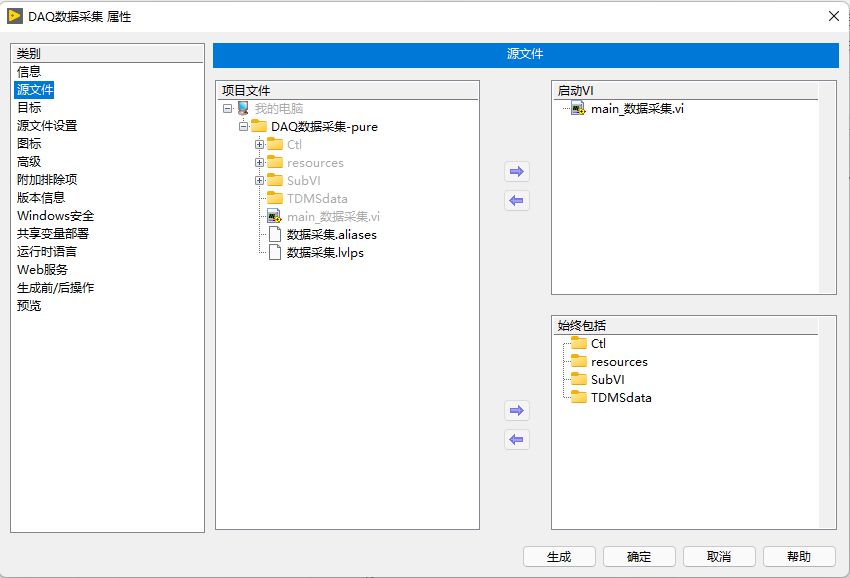 DAQ数据采集 属性
类别
信息
源文件
目标
源文件设置
图标
高级
附加排除项
版本信息
Windows安全
共享变量部署
运行时语言
Web服务
生成前/后操作
预览
源文件
项目文件
我的电脑
DAQ数据采集-pure
Ctl
resources
SubVI
TDMSdata
main_数据采集.vi
数据采集.aliases
数据采集.lvlps
启动VI
main_数据采集.vi
始终包括
Ctl
resources
SubVI
TDMSdata
生成
确定
取消
帮助